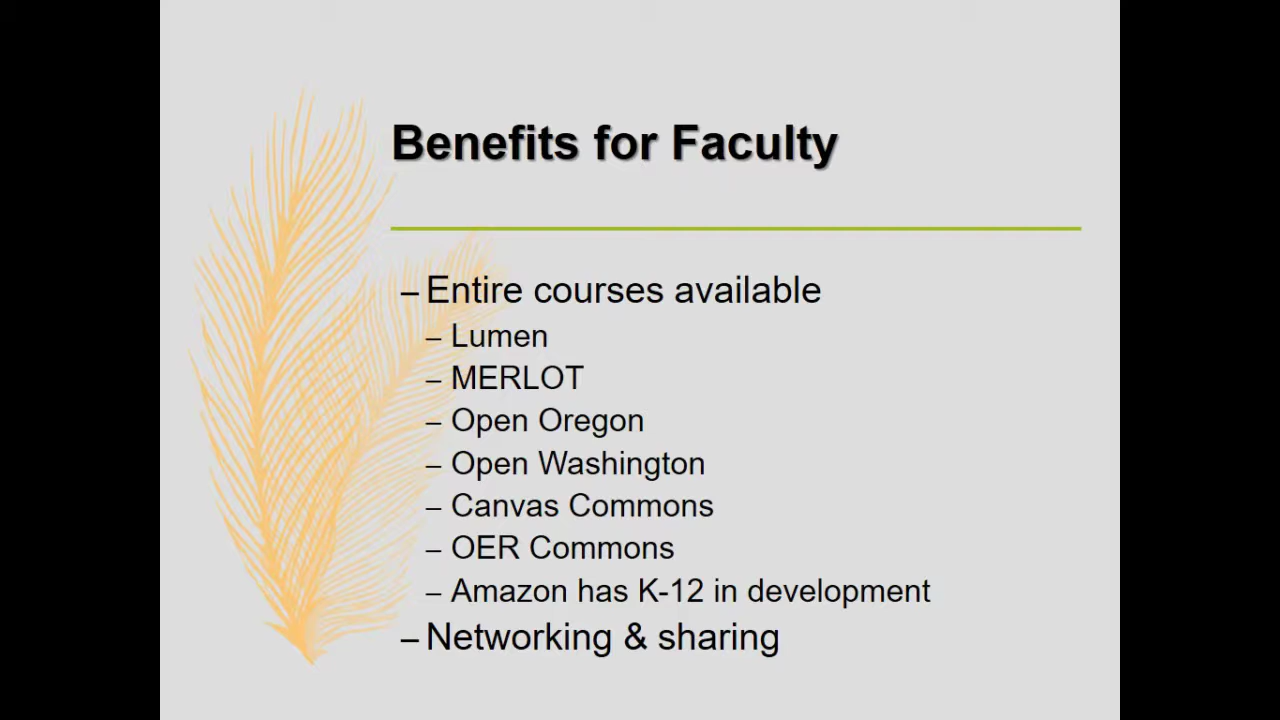 Benefits for Faculty
– Entire courses available
– Lumen
– MERLOT
– Open Oregon
– Open Washington
– Canvas Commons
– OER Commons
– Amazon has K-12 in development
– Networking & sharing